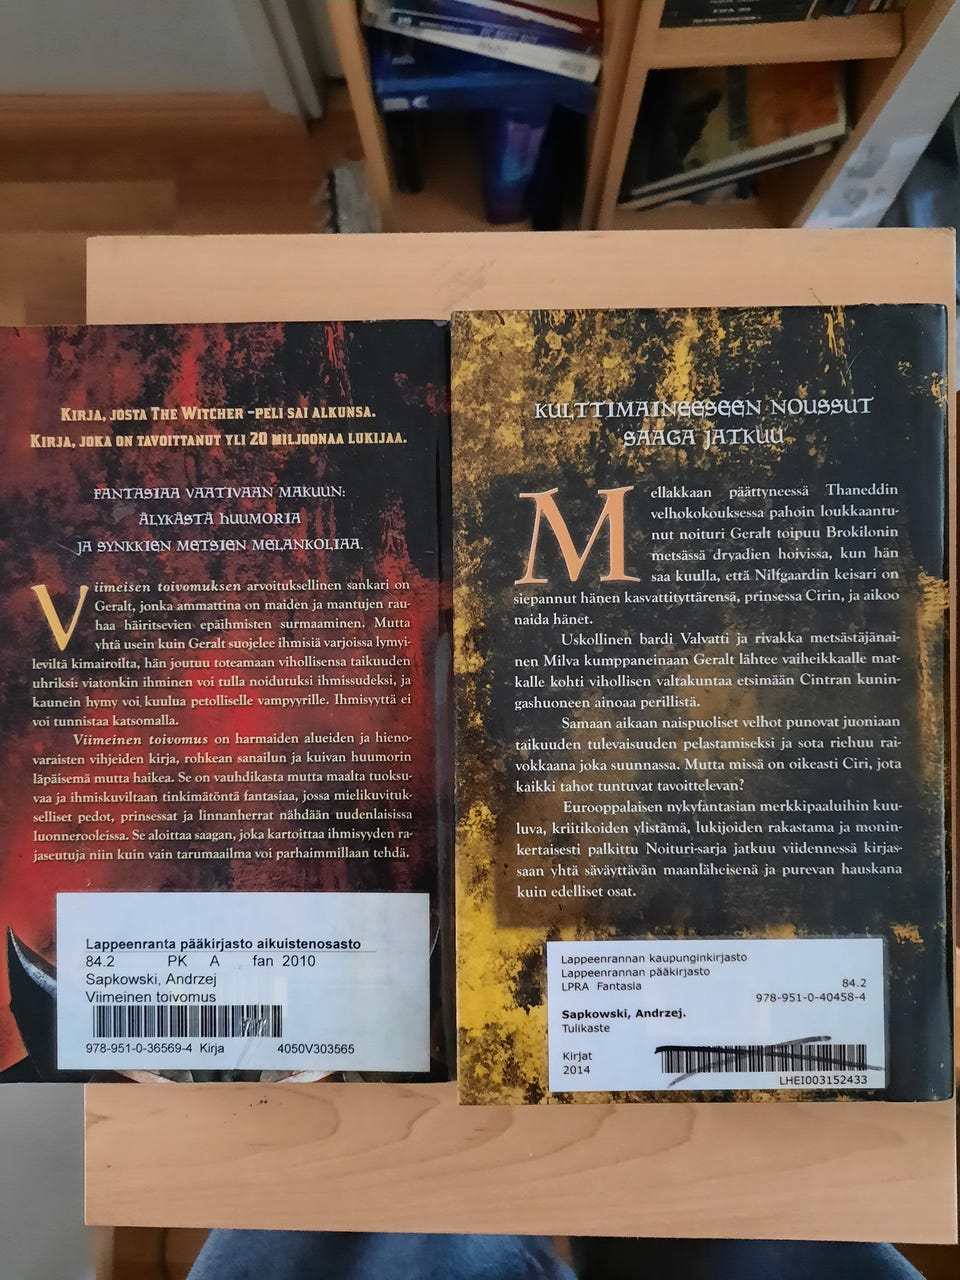 Kirja, josta The Witcher -peli sai alkunsa.
Kirja, joka on tavoittanut yli 20 miljoonaa lukijaa.
Fantasiaa vaativaan makuun:
älykästä huumoria
ja synkkien metsien melankoliaa.
Viimeisen toivomuksen arvoituksellinen sankari on
Geralt, jonka ammattina on maiden ja mantujen rau-
haa häiritsevien epäihmisten surmaaminen. Mutta
yhtä usein kuin Geralt suojelee ihmisiä varjoissa lymyi-
leviltä kimairoilta, hän joutuu toteamaan vihollisensa taikuuden
uhriksi: viatonkin ihminen voi tulla noidutuksi ihmissudeksi, ja
kaunein hymy voi kuulua petolliselle vampyyrille. Ihmisyyttä ei
voi tunnistaa katsomalla.
Viimeinen toivomus on harmaiden alueiden ja hieno-
varaisten vihjeiden kirja, rohkean sanailun ja kuivan huumorin
läpäisemä mutta haikea. Se on vauhdikasta mutta maalta tuoksu-
vaa ja ihmiskuviltaan tinkimätöntä fantasiaa, jossa mielikuvituk-
selliset pedot, prinsessat ja linnanherrat nähdään uudenlaisissa
luonnerooleissa. Se aloittaa saagan, joka kartoittaa ihmisyyden ra-
jaseutuja niin kuin vain tarumaailma voi parhaimmillaan tehdä.
Lappeenranta pääkirjasto aikuistenosasto
84.2 PK A fan 2010
Sapkowski, Andrzej
Viimeinen toivomus
978-951-0-36569-4 Kirja 4050V303565
Kulttimaineeseen noussut
saaga jatkuu
Mellakkaan päättyneessä Thaneddin
velhokokouksessa pahoin loukkaantu-
nut noituri Geralt toipuu Brokilonin
metsässä dryadien hoivissa, kun hän
saa kuulla, että Nilfgaardin keisari on
siepannut hänen kasvattityttärensä, prinsessa Cirin, ja aikoo
naida hänet.
Uskollinen bardi Valvatti ja rivakka metsästäjänai-
nen Milva kumppaneinaan Geralt lähtee vaiheikkaalle mat-
kalle kohti vihollisen valtakuntaa etsimään Cintran kunin-
gashuoneen ainoaa perillistä.
Samaan aikaan naispuoliset velhot punovat juoniaan
taikuuden tulevaisuuden pelastamiseksi ja sota riehuu rai-
vokkaana joka suunnassa. Mutta missä on oikeasti Ciri, jota
kaikki tahot tuntuvat tavoittelevan?
Eurooppalaisen nykyfantasian merkkipaaluihin kuu-
luva, kriitikoiden ylistämä, lukijoiden rakastama ja monin-
kertaisesti palkittu Noituri-sarja jatkuu viidennessä kirjas-
saan yhtä säväyttävän maanläheisenä ja purevan hauskana
kuin edelliset osat.
Lappeenrannan kaupunginkirjasto
Lappeenrannan pääkirjasto
LPRA Fantasia 84.2
978-951-0-40458-4
Sapkowski, Andrzej.
Tulikaste
Kirjat
2014
LHEI003152433